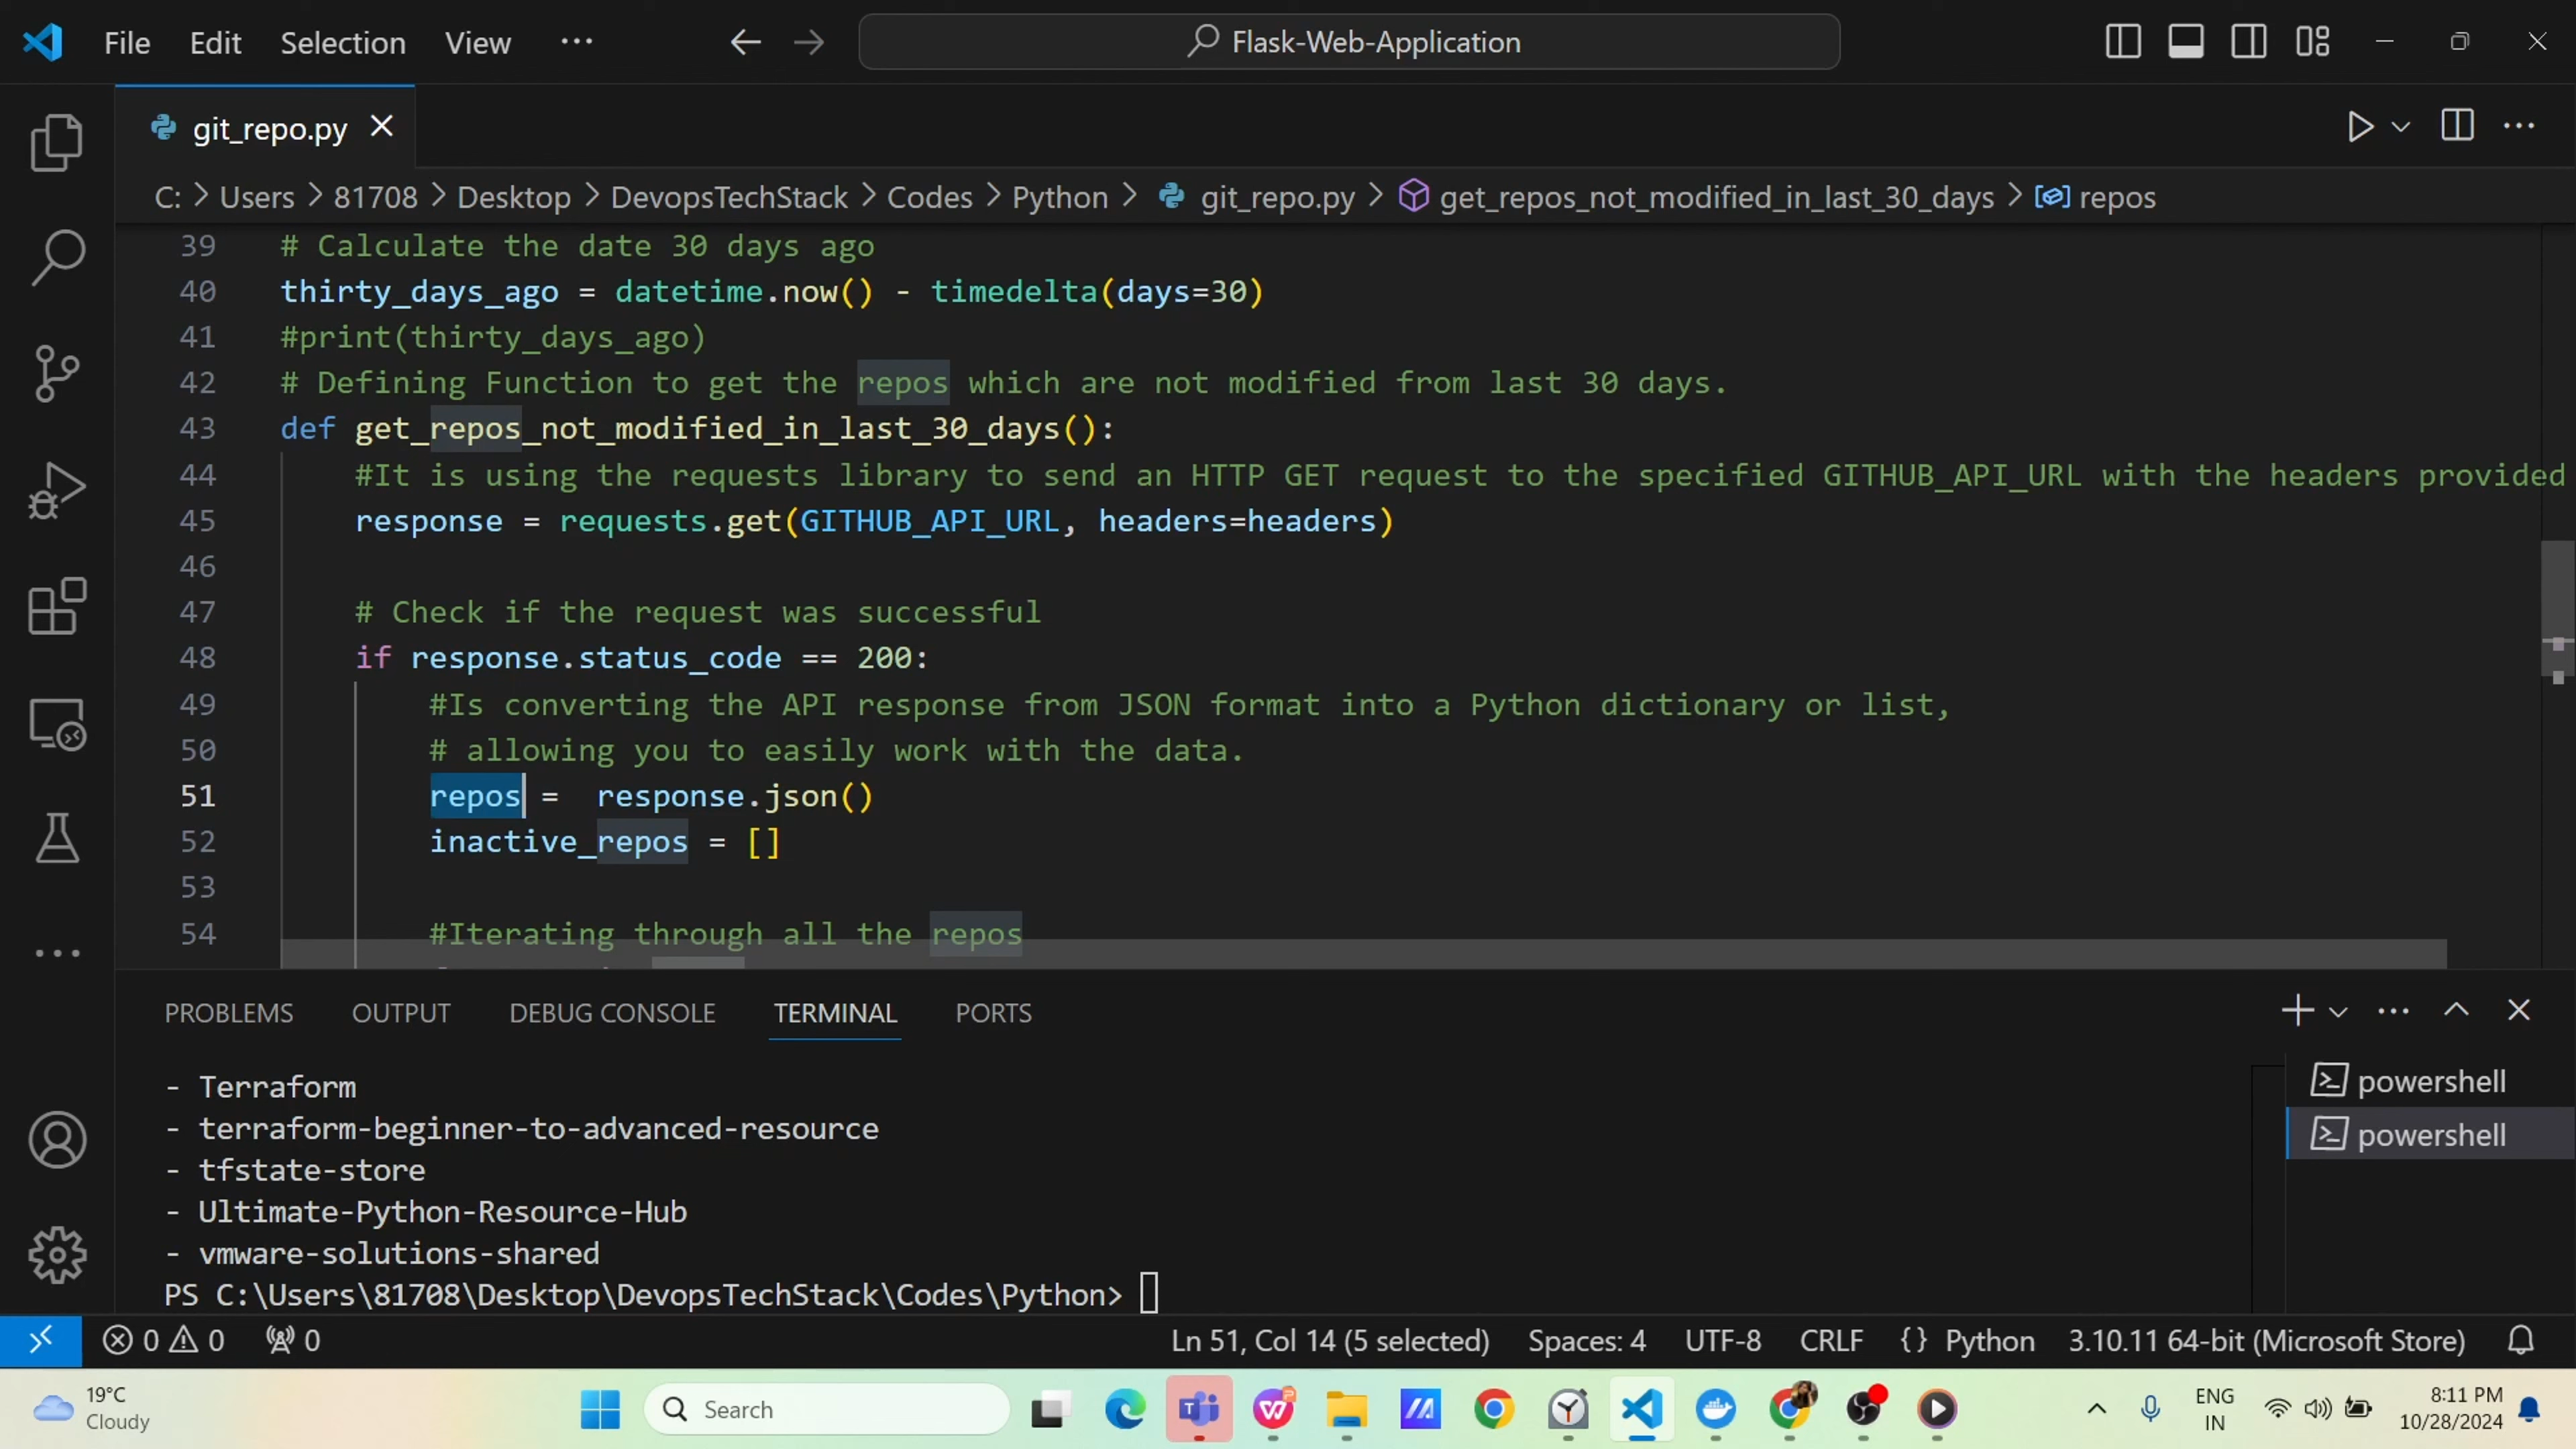 File Edit Selection View ··· Flask-Web-Application
git_repo.py
C: > Users > 81708 > Desktop > DevopsTechStack > Codes > Python > git_repo.py > get_repos_not_modified_in_last_30_days > repos
39 # Calculate the date 30 days ago
40 thirty_days_ago = datetime.now() - timedelta(days=30)
41 #print(thirty_days_ago)
42 # Defining Function to get the repos which are not modified from last 30 days.
43 def get_repos_not_modified_in_last_30_days():
44 #It is using the requests library to send an HTTP GET request to the specified GITHUB_API_URL with the headers provided
45 response = requests.get(GITHUB_API_URL, headers=headers)
46
47 # Check if the request was successful
48 if response.status_code == 200:
49 #Is converting the API response from JSON format into a Python dictionary or list,
50 # allowing you to easily work with the data.
51 repos =  response.json()
52 inactive_repos = []
53
54 #Iterating through all the repos
PROBLEMS OUTPUT DEBUG CONSOLE TERMINAL PORTS
- Terraform
- terraform-beginner-to-advanced-resource
- tfstate-store
- Ultimate-Python-Resource-Hub
- vmware-solutions-shared
PS C:\Users\81708\Desktop\DevopsTechStack\Codes\Python>
powershell
powershell
0 0 0 Ln 51, Col 14 (5 selected) Spaces: 4 UTF-8 CRLF {} Python 3.10.11 64-bit (Microsoft Store)
19°C
Cloudy
Search
ENG
IN
8:11 PM
10/28/2024